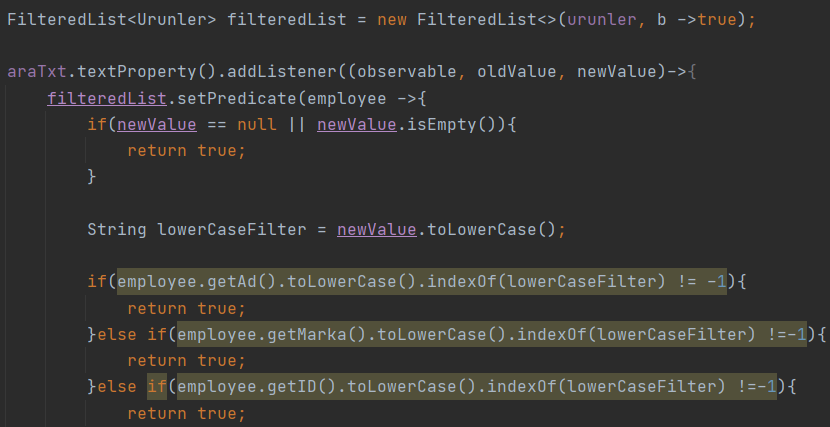 FilteredList<Urunler> filteredList = new FilteredList<>(urunler, b ->true);
araTxt.textProperty().addListener((observable, oldValue, newValue)->{
filteredList.setPredicate(employee ->{
if(newValue == null || newValue.isEmpty()){
return true;
}
String lowerCaseFilter = newValue.toLowerCase();
if(employee.getAd().toLowerCase().indexOf(lowerCaseFilter) != -1){
return true;
}else if(employee.getMarka().toLowerCase().indexOf(lowerCaseFilter) !=-1){
return true;
}else if(employee.getID().toLowerCase().indexOf(lowerCaseFilter) !=-1){
return true;